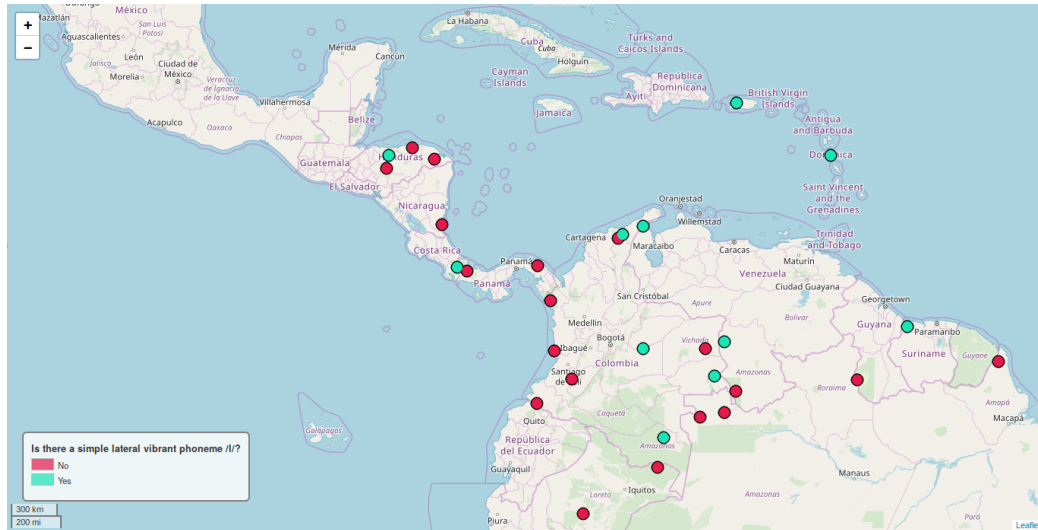 México
San Luis
Potosí
Mazatlán
Aguascalientes
León
Jalisco
Morelia
Ciudad de
México
Veracruz
de Ignacio
de la Llave
Acapulco
Oaxaca
Villahermosa
Chiapas
Mérida
Cancún
Belize
Guatemala
El Salvador
Honduras
Nicaragua
Costa Rica
Panamá
Panamá
La Habana
Cuba
Cuba
Holguin
Cayman
Islands
Jamaica
Turks and
Caicos Islands
República
Dominicana
Ayiti
British Virgin
Islands
Antigua
and Barbuda
Dominica
Saint Vincent
and the
Grenadines
Trinidad
and Tobago
Oranjestad
Willemstad
Cartagena
Maracaibo
Caracas
Maturín
Venezuela
Ciudad Guayana
San Cristóbal
Apure
Bolívar
Georgetown
Guyana
Paramaribo
Suriname
Guyane
Amapá
Macapá
Medellín
Bogotá
Ibagué
Colombia
Santiago
de Cali
Vichada
Amazonas
Roraima
Caquetá
Amazonas
Quito
República
del Ecuador
Guayaquil
Galápagos
Loreto
Iquitos
Piura
Amazonas
Manaus
Pará
Is there a simple lateral vibrant phoneme /l/?
No
Yes
300 km
200 mi
+
−
Leafle